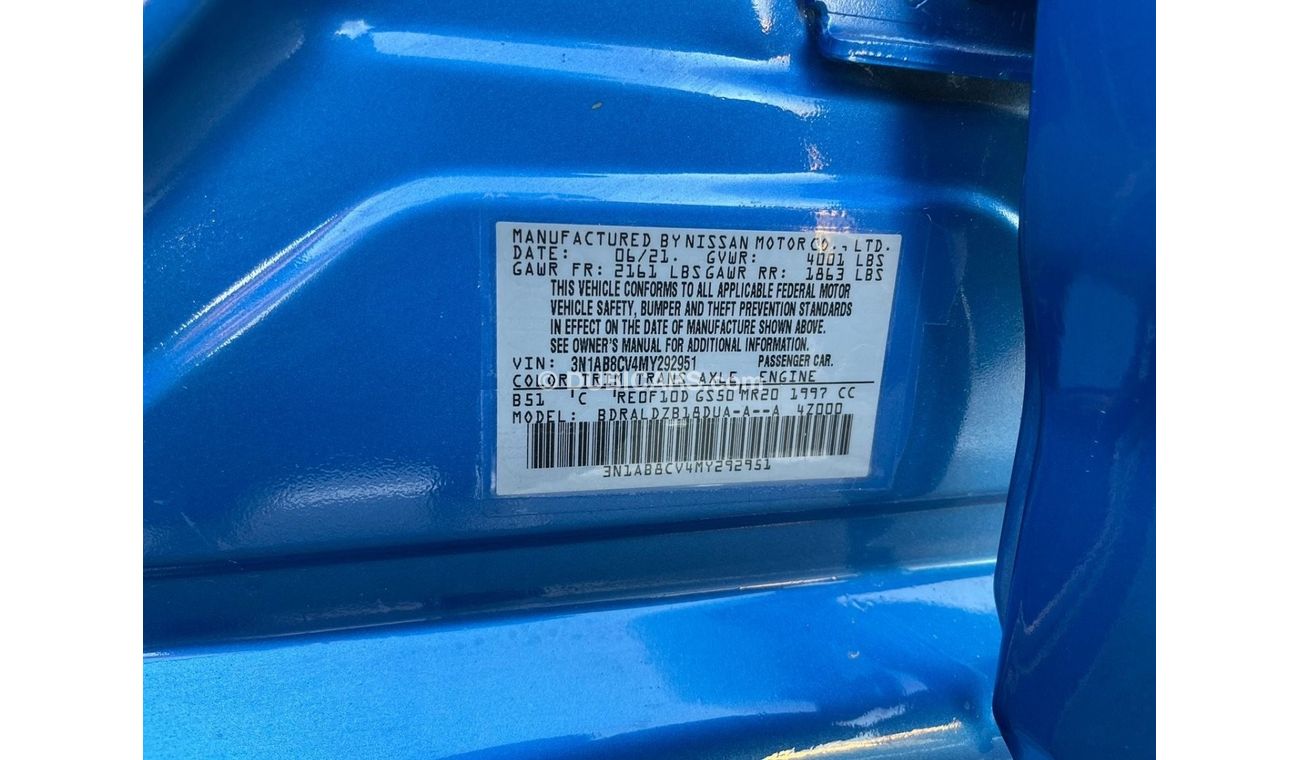 MANUFACTURED BY NISSAN MOTOR CO., LTD.
DATE: 06/21. GVWR: 4001 LBS
GAWR FR: 2161 LBS GAWR RR: 1863 LBS
THIS VEHICLE CONFORMS TO ALL APPLICABLE FEDERAL MOTOR
VEHICLE SAFETY, BUMPER AND THEFT PREVENTION STANDARDS
IN EFFECT ON THE DATE OF MANUFACTURE SHOWN ABOVE.
SEE OWNER'S MANUAL FOR ADDITIONAL INFORMATION.
VIN: 3N1AB8CV4MY292951 PASSENGER CAR.
COLOR TRIM TRANS AXLE ENGINE
DUBICARS.com
B51 'C 'RE0F10D GS50 MR20 1997 CC
MODEL: BDRALDZB18DUA-A--A 4Z000
3N1AB8CV4MY292951